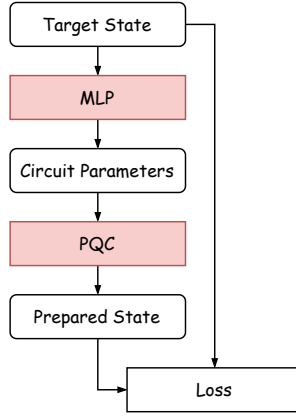 Target State
MLP
Circuit Parameters
PQC
Prepared State
Loss